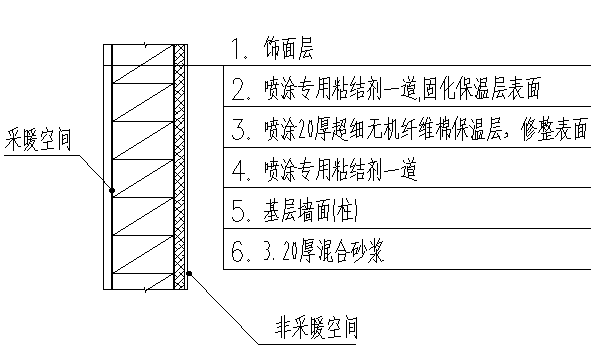 1. 饰面层
2. 喷涂专用粘结剂一道,固化保温层表面
3. 喷涂20厚超细无机纤维棉保温层，修整表面
采暖空间
4. 喷涂专用粘结剂一道
5. 基层墙面(柱)
6. 3.20厚混合砂浆
非采暖空间